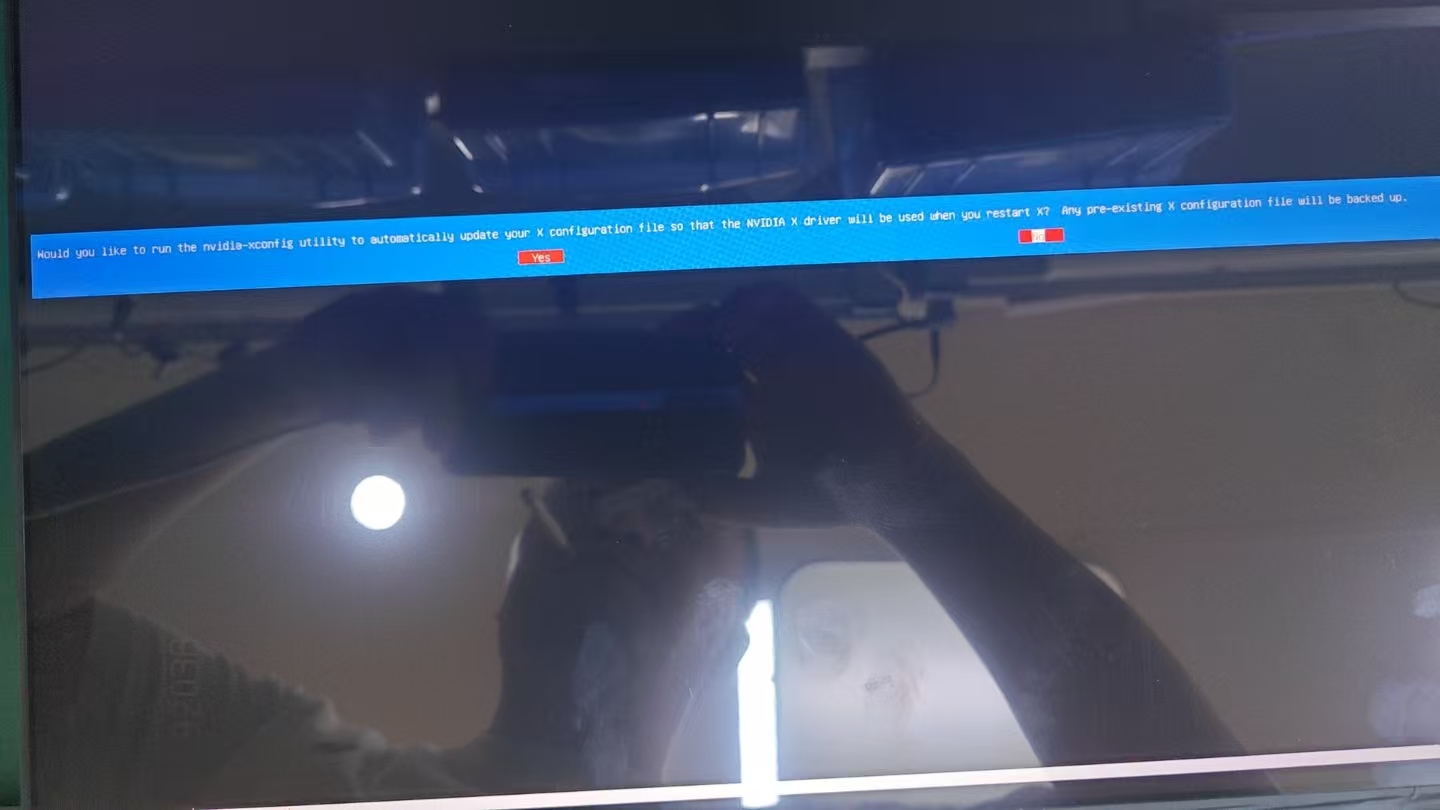 Would you like to run the nvidia-xconfig utility to automatically update your X configuration file so that the NVIDIA X driver will be used when you restart X? Any pre-existing X configuration file will be backed up.
Yes
No